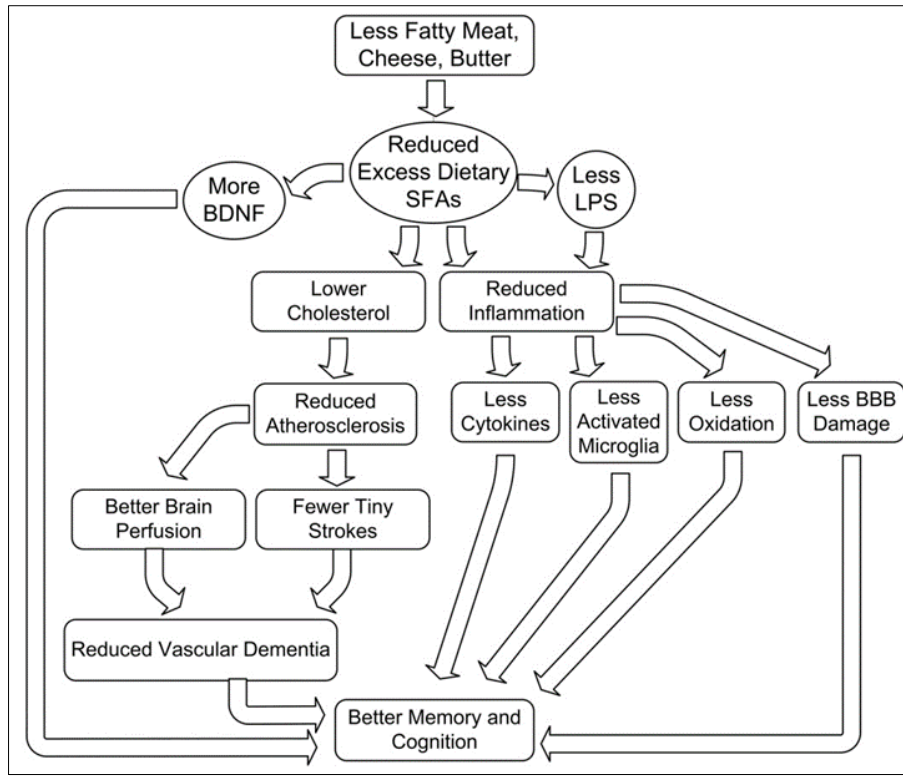 Less Fatty Meat,
Cheese, Butter
Reduced
Excess Dietary
SFAs
More
BDNF
Less
LPS
Lower
Cholesterol
Reduced
Inflammation
Reduced
Atherosclerosis
Less
Cytokines
Less
Activated
Microglia
Less
Oxidation
Less BBB
Damage
Better Brain
Perfusion
Fewer Tiny
Strokes
Reduced Vascular Dementia
Better Memory and
Cognition